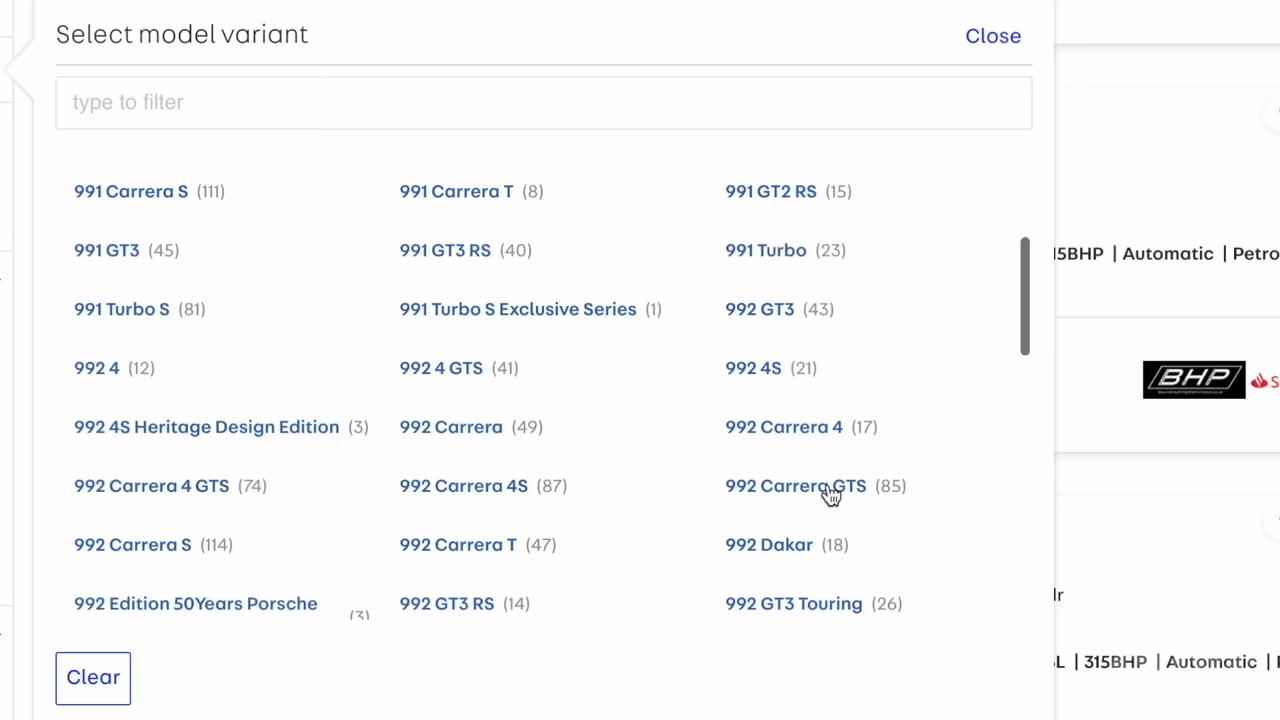 Select model variant
Close
type to filter
991 Carrera S (111)
991 Carrera T (8)
991 GT2 RS (15)
991 GT3 (45)
991 GT3 RS (40)
991 Turbo (23)
991 Turbo S (81)
991 Turbo S Exclusive Series (1)
992 GT3 (43)
992 4 (12)
992 4 GTS (41)
992 4S (21)
992 4S Heritage Design Edition (3)
992 Carrera (49)
992 Carrera 4 (17)
992 Carrera 4 GTS (74)
992 Carrera 4S (87)
992 Carrera GTS (85)
992 Carrera S (114)
992 Carrera T (47)
992 Dakar (18)
992 Edition 50Years Porsche (3)
992 GT3 RS (14)
992 GT3 Touring (26)
Clear
15BHP | Automatic | Petro
BHP
S
lr
L | 315BHP | Automatic |